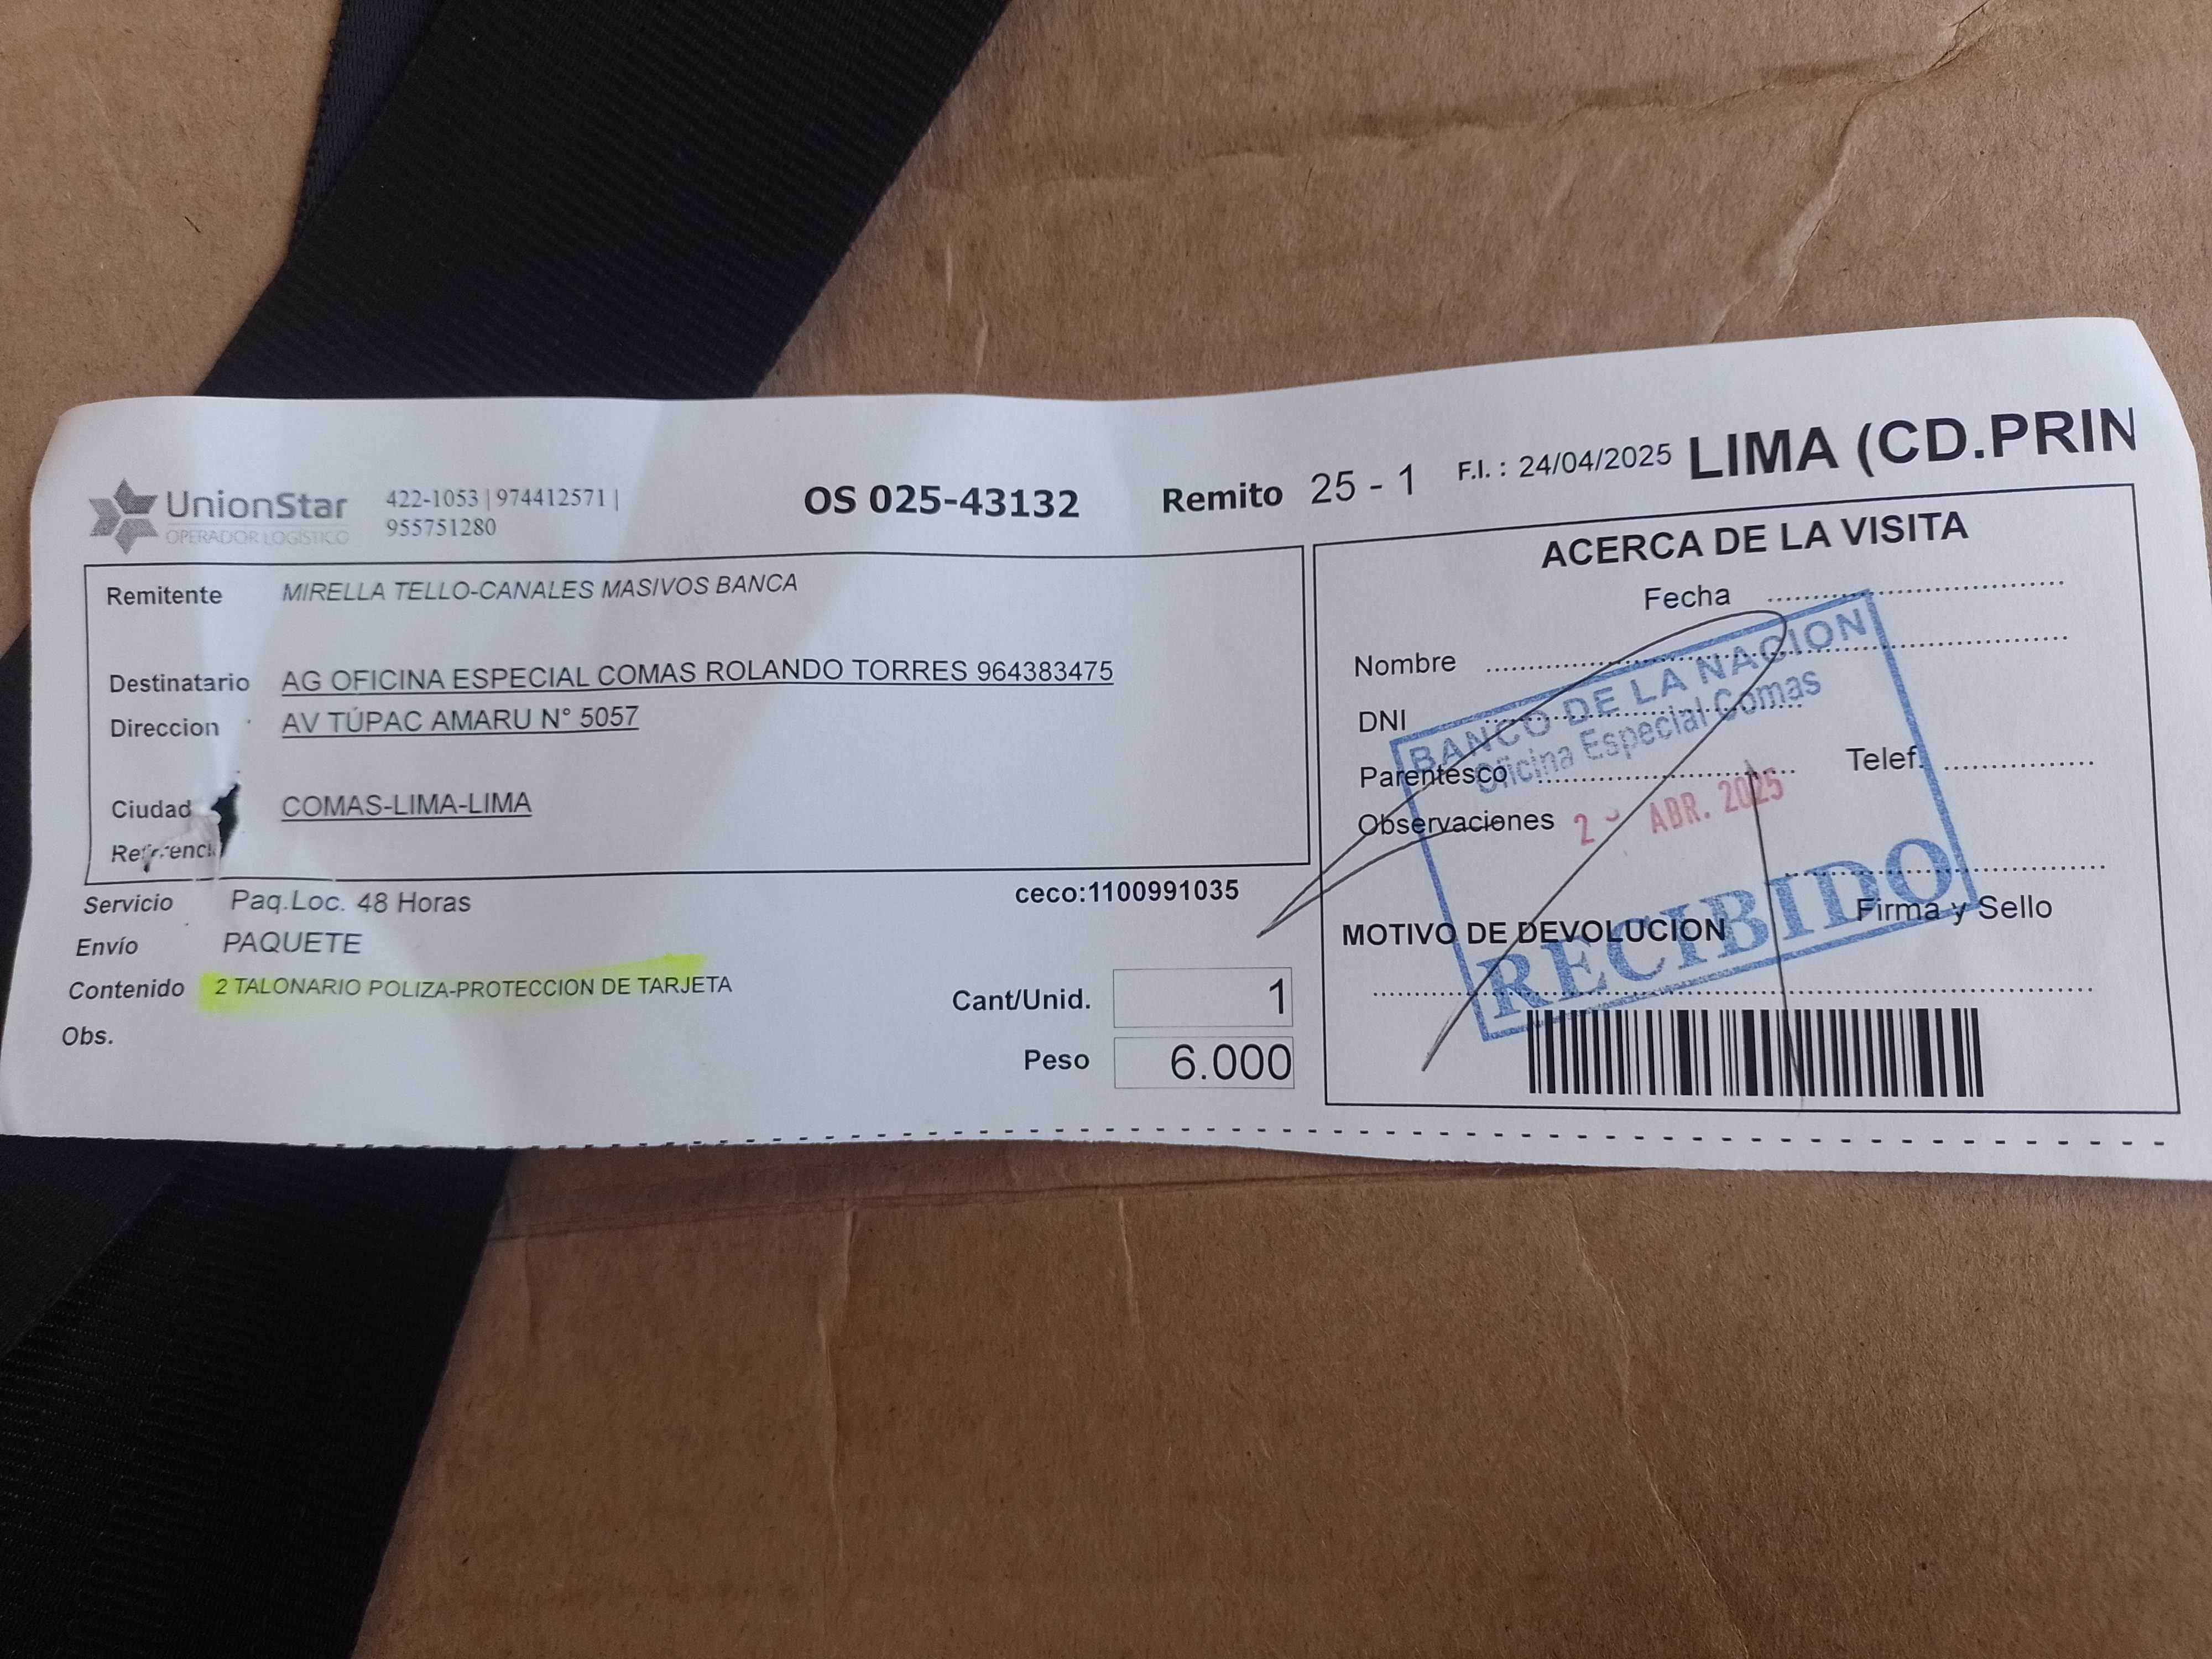 UnionStar
OPERADOR LOGÍSTICO
422-1053 | 974412571 |
955751280
OS 025-43132
Remito 25 - 1
F.I. : 24/04/2025
LIMA (CD.PRIN
Remitente MIRELLA TELLO-CANALES MASIVOS BANCA
Destinatario AG OFICINA ESPECIAL COMAS ROLANDO TORRES 964383475
Direccion AV TÚPAC AMARU N° 5057
Ciudad COMAS-LIMA-LIMA
Servicio Paq.Loc. 48 Horas
ceco:1100991035
Envío PAQUETE
Contenido 2 TALONARIO POLIZA-PROTECCION DE TARJETA
Obs.
Cant/Unid. 1
Peso 6.000
ACERCA DE LA VISITA
Fecha
Nombre
DNI
Parentesco
Telef.
Observaciones
Firma y Sello
MOTIVO DE DEVOLUCION
BANCO DE LA NACION
Oficina Especial Comas
ABR. 2025
RECIBIDO